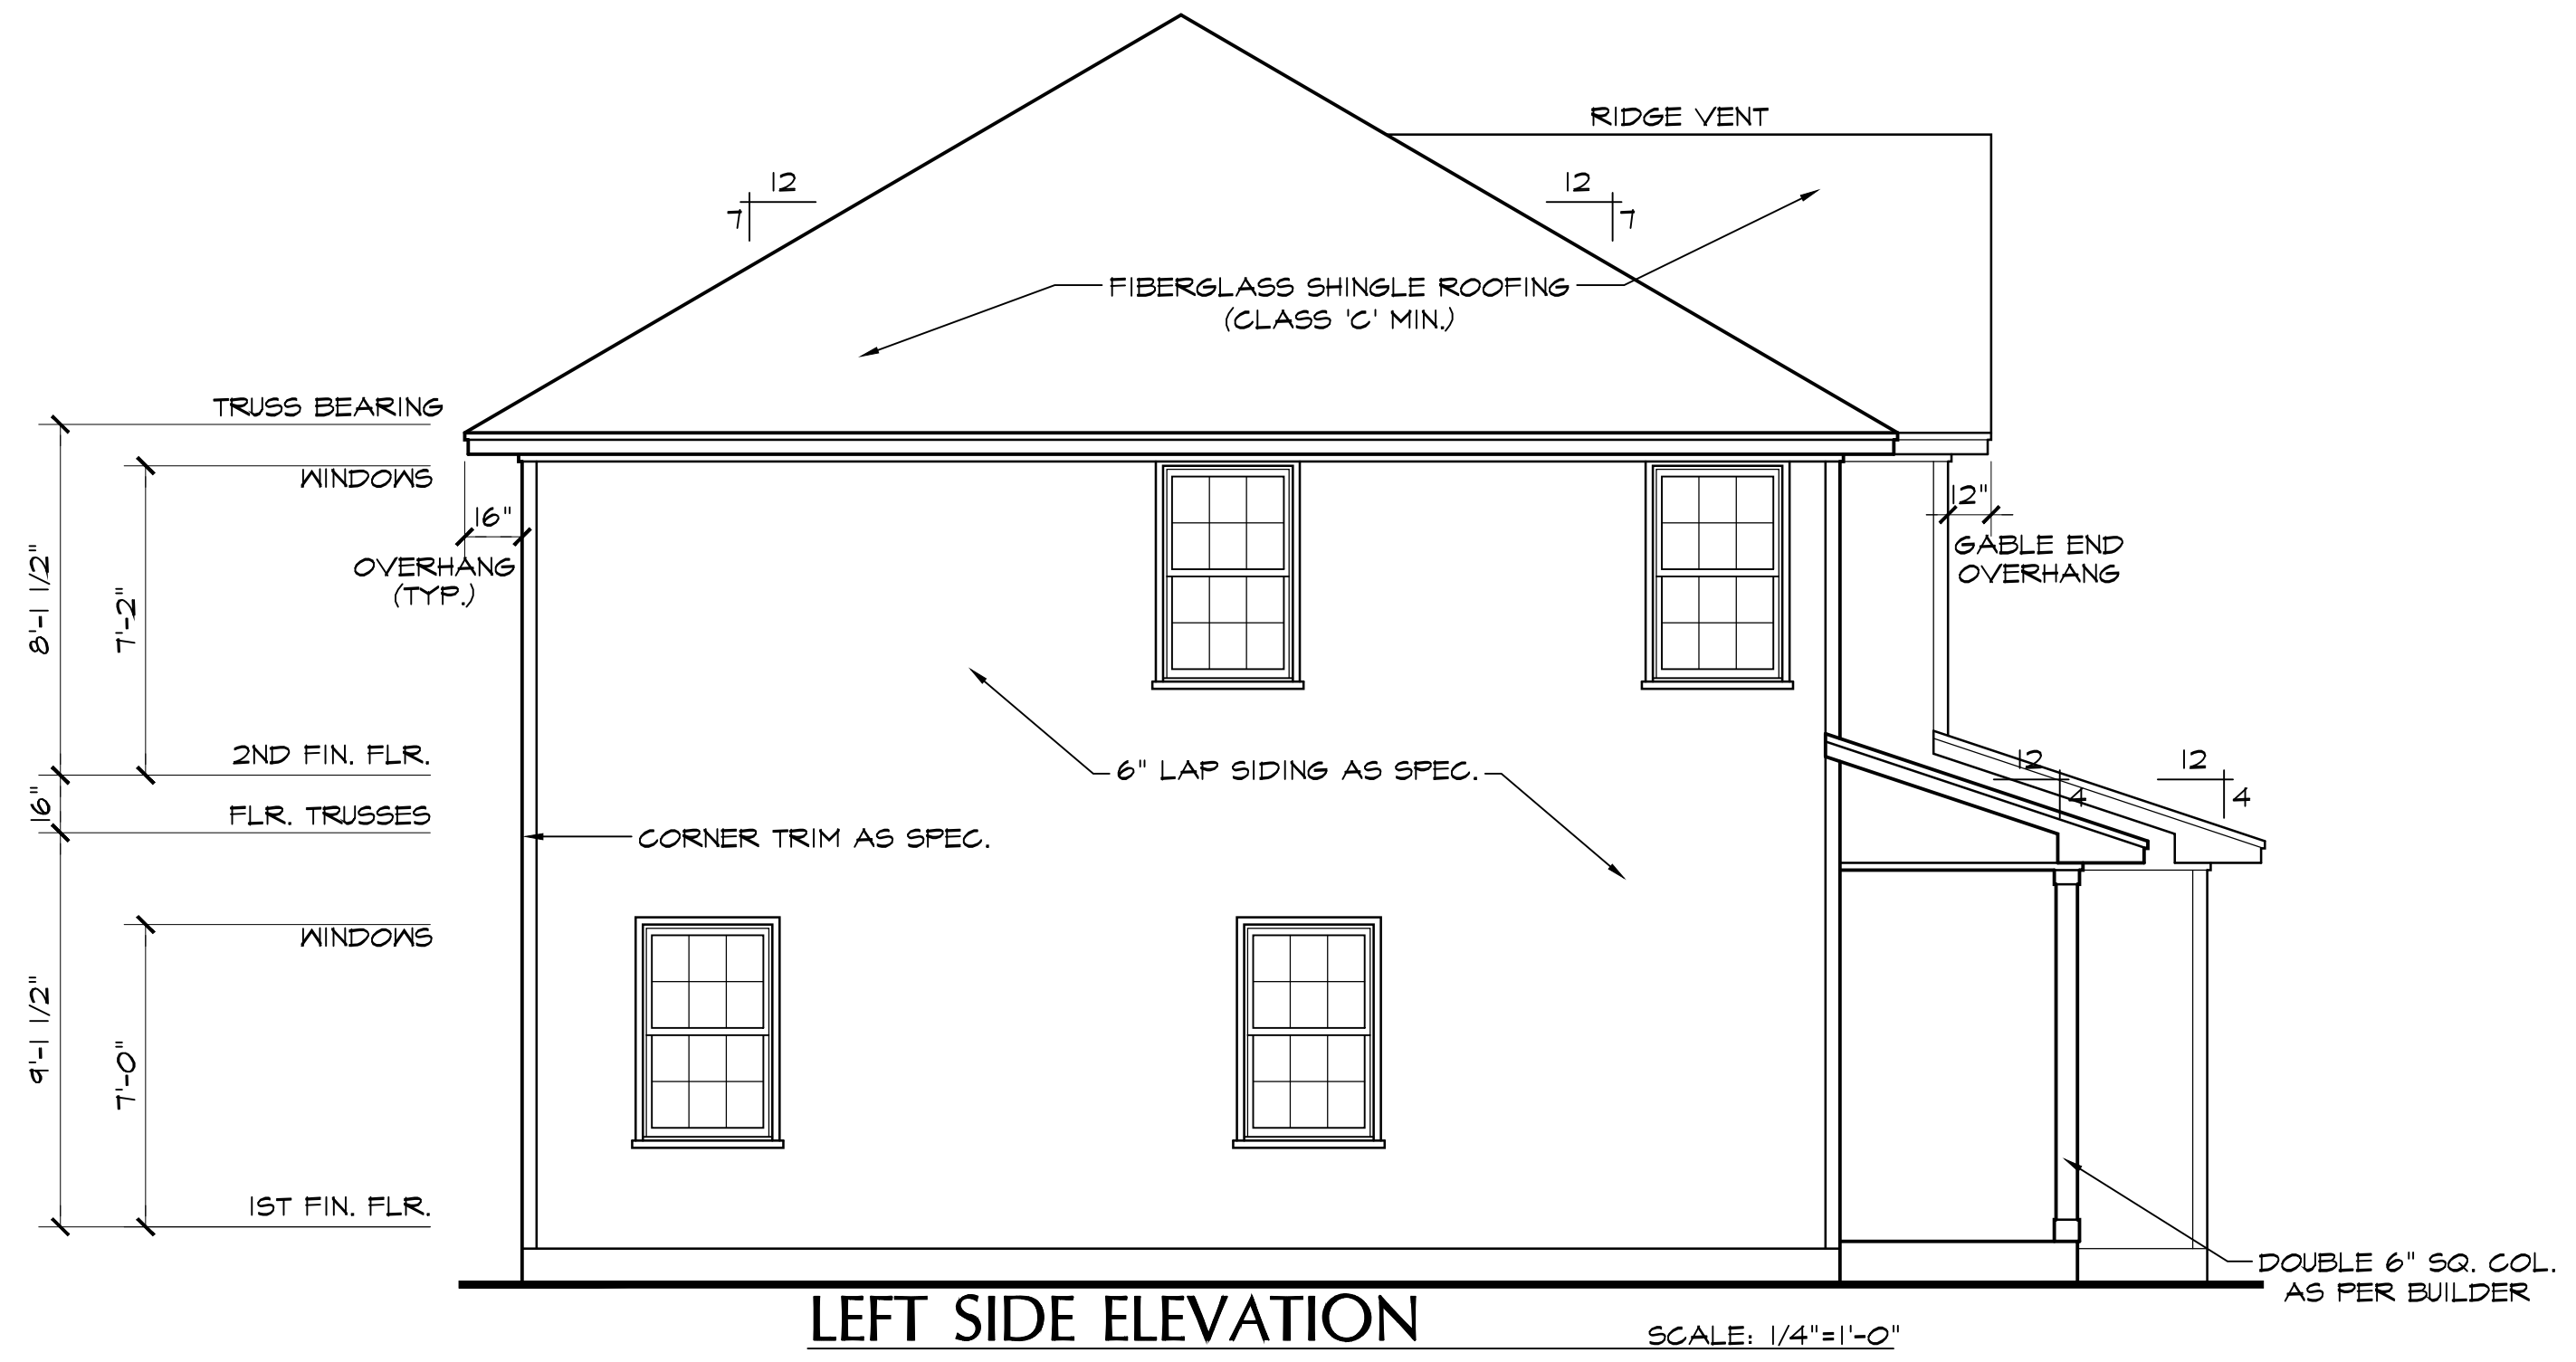 RIDGE VENT
12
7
12
7
FIBERGLASS SHINGLE ROOFING
(CLASS 'C' MIN.)
TRUSS BEARING
WINDOWS
16"
OVERHANG
(TYP.)
12"
GABLE END
OVERHANG
8'-1 1/2"
7'-2"
2ND FIN. FLR.
16"
FLR. TRUSSES
6" LAP SIDING AS SPEC.
12
4
12
4
CORNER TRIM AS SPEC.
WINDOWS
9'-1 1/2"
7'-0"
1ST FIN. FLR.
DOUBLE 6" SQ. COL.
AS PER BUILDER
LEFT SIDE ELEVATION
SCALE: 1/4"=1'-0"